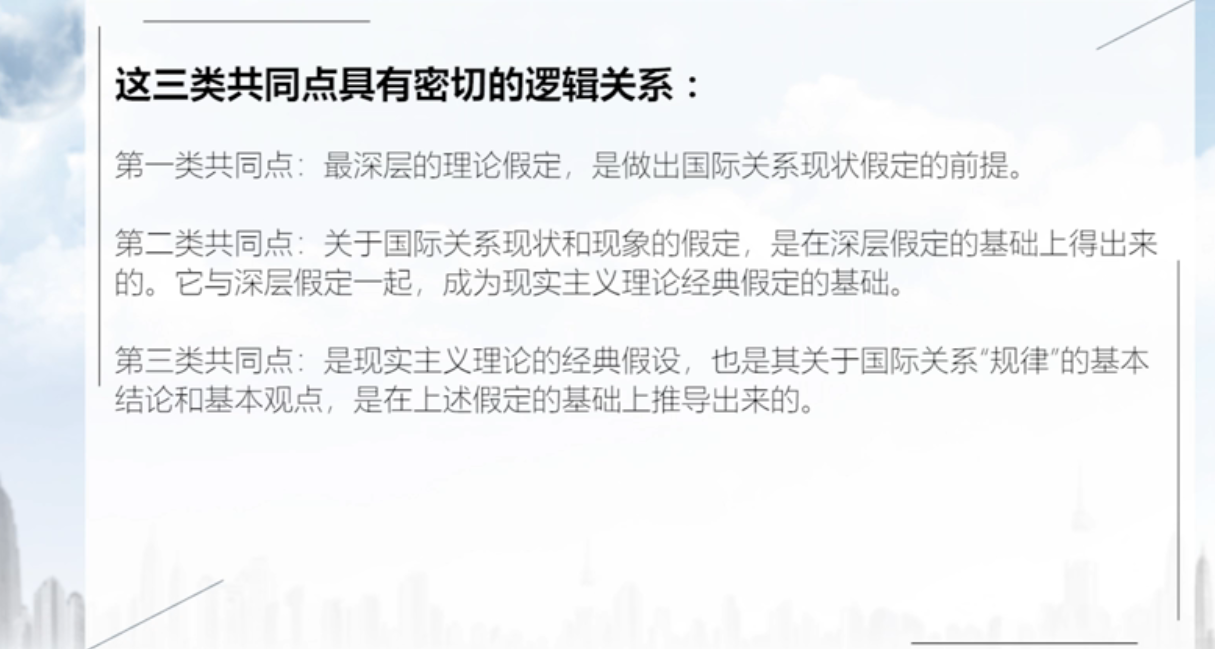 这三类共同点具有密切的逻辑关系：
第一类共同点：最深层的理论假定，是做出国际关系现状假定的前提。
第二类共同点：关于国际关系现状和现象的假定，是在深层假定的基础上得出来
的。它与深层假定一起，成为现实主义理论经典假定的基础。
第三类共同点：是现实主义理论的经典假设，也是其关于国际关系“规律”的基本
结论和基本观点，是在上述假定的基础上推导出来的。